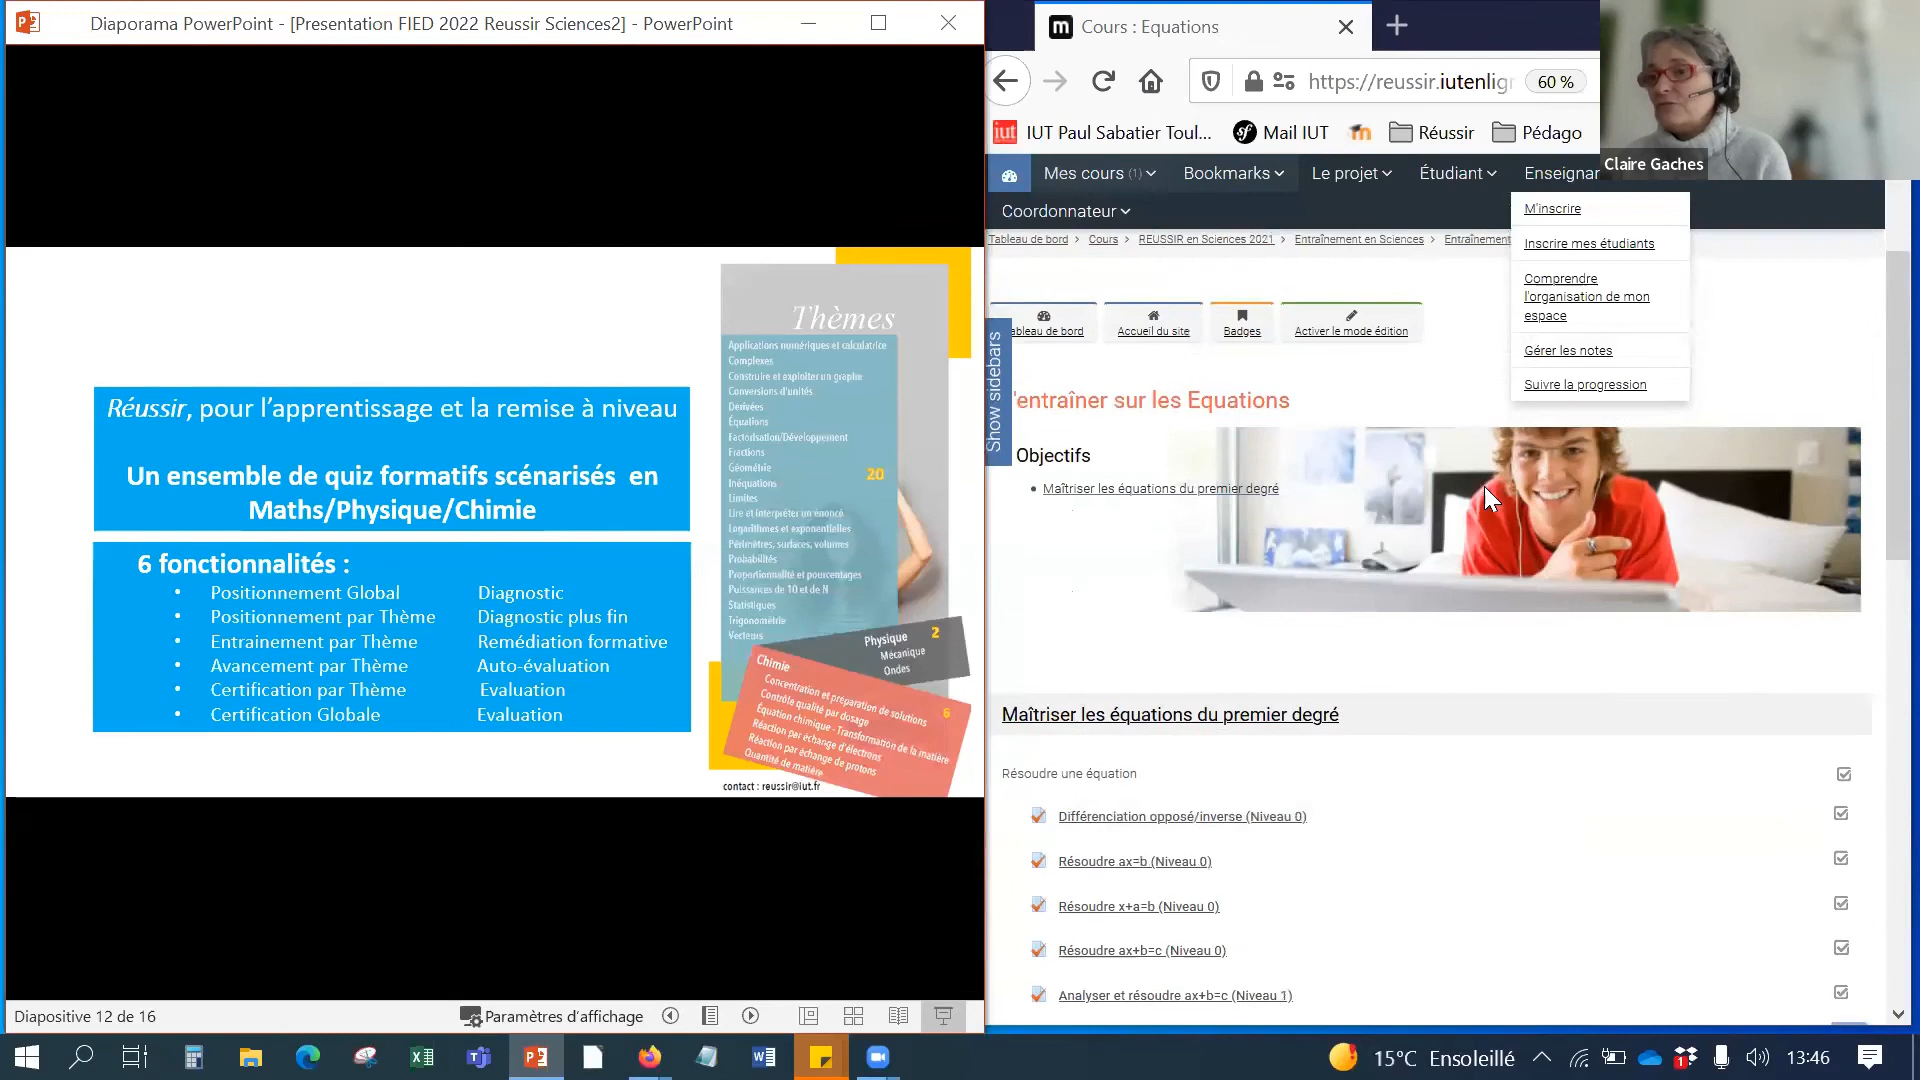 Diaporama PowerPoint - [Presentation FIED 2022 Reussir Sciences2] - PowerPoint
Réussir, pour l'apprentissage et la remise à niveau
Un ensemble de quiz formatifs scénarisés en
Maths/Physique/Chimie
6 fonctionnalités :
• Positionnement Global Diagnostic
• Positionnement par Thème Diagnostic plus fin
• Entrainement par Thème Remédiation formative
• Avancement par Thème Auto-évaluation
• Certification par Thème Evaluation
• Certification Globale Evaluation
Thèmes
Applications numériques et calculatrice
Complexes
Construire et exploiter un graphe
Conversions d'unités
Dérivées
Équations
Factorisation/Développement
Fractions
Géométrie
20
Inéquations
Limites
Lire et interpréter un énoncé
Logarithmes et exponentielles
Périmètres, surfaces, volumes
Probabilités
Proportionnalité et pourcentages
Puissances de 10 et de N
Statistiques
Trigonométrie
Vecteurs
Physique 2
Mécanique
Ondes
Chimie
6
Concentration et préparation de solutions
Contrôle qualité par dosage
Équation chimique - Transformation de la matière
Réaction par échange d'électrons
Réaction par échange de protons
Quantité de matière
contact : reussir@iut.fr
Diapositive 12 de 16
Paramètres d'affichage
Cours : Equations
https://reussir.iutenlign
60 %
IUT Paul Sabatier Toul...
Mail IUT
Réussir
Pédago
Claire Gaches
Mes cours (1)
Bookmarks
Le projet
Étudiant
Enseignan
Coordonnateur
M'inscrire
Inscrire mes étudiants
Comprendre
l'organisation de mon
espace
Gérer les notes
Suivre la progression
Tableau de bord > Cours > REUSSIR en Sciences 2021 > Entraînement en Sciences > Entraînement
ableau de bord
Accueil du site
Badges
Activer le mode édition
Show sidebars
'entraîner sur les Equations
Objectifs
• Maîtriser les équations du premier degré
Maîtriser les équations du premier degré
Résoudre une équation
Différenciation opposé/inverse (Niveau 0)
Résoudre ax=b (Niveau 0)
Résoudre x+a=b (Niveau 0)
Résoudre ax+b=c (Niveau 0)
Analyser et résoudre ax+b=c (Niveau 1)
15°C Ensoleillé
13:46